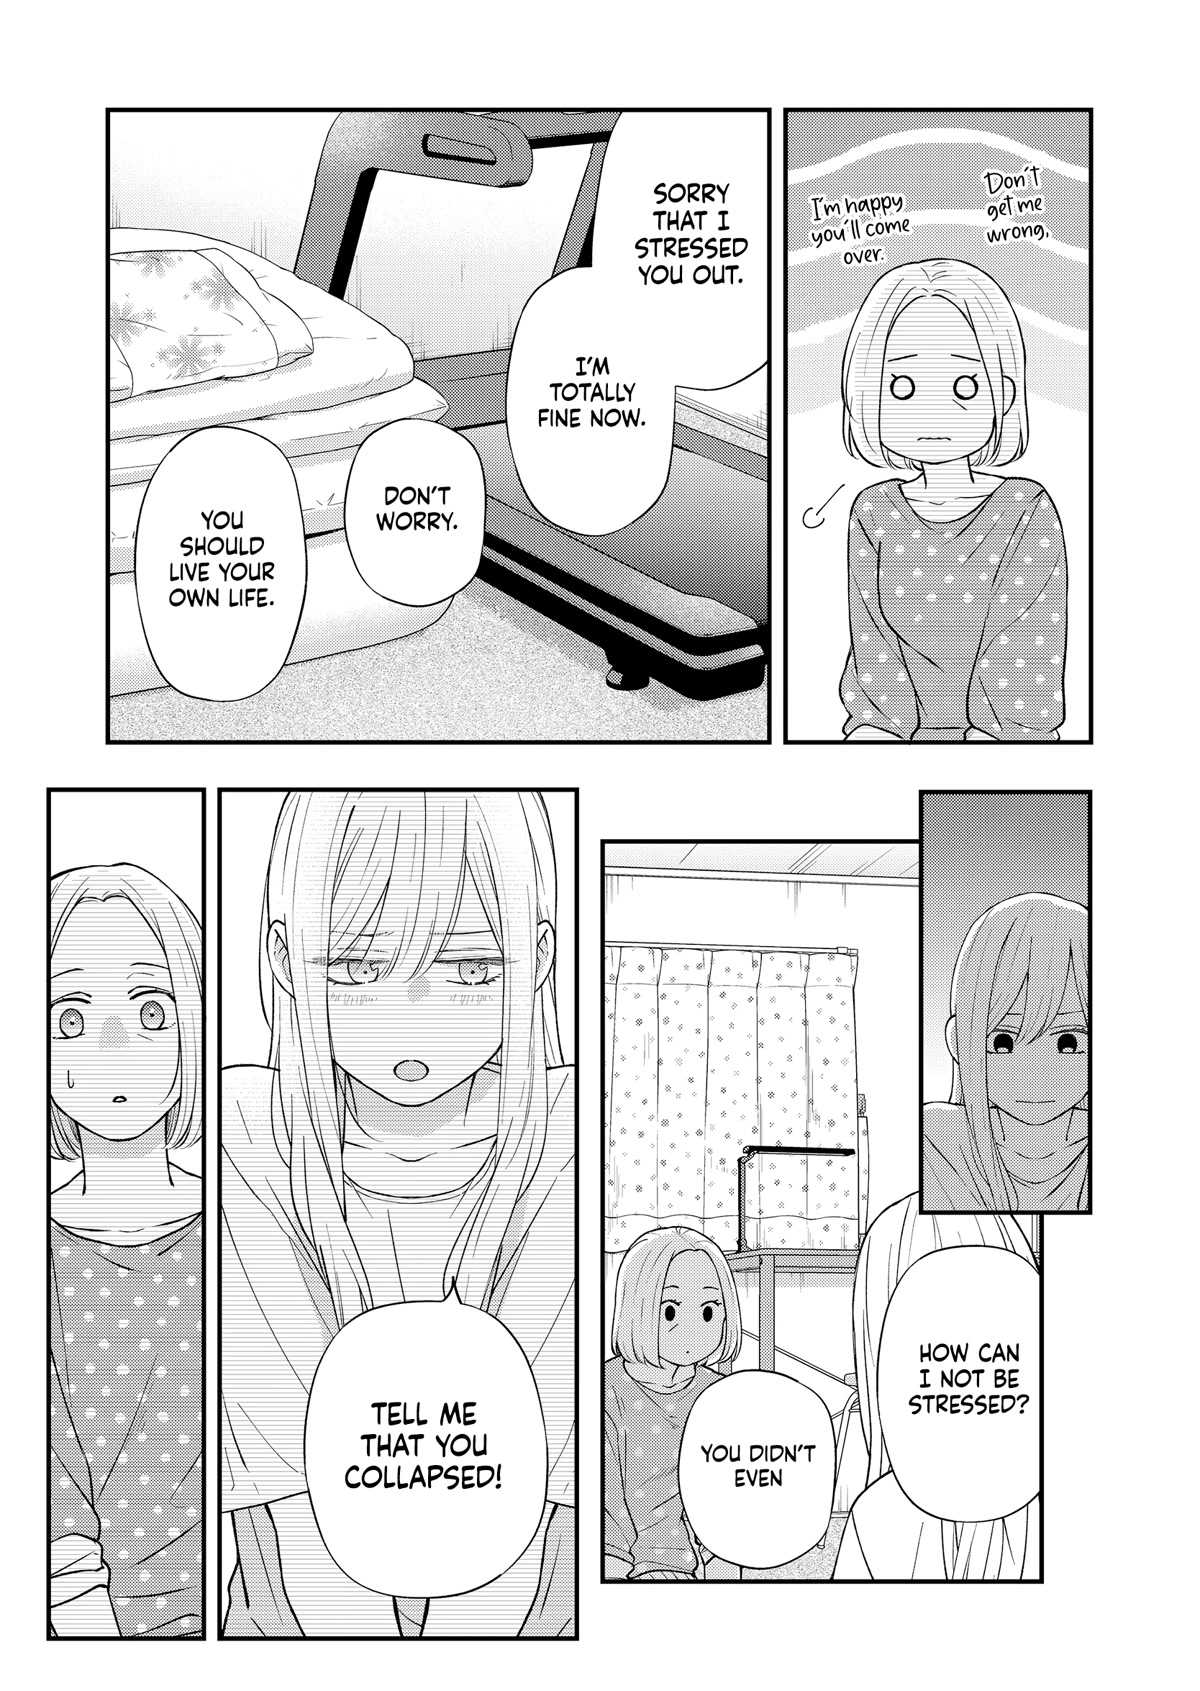 Don't
get me
wrong,
I'm happy
you'll come
over.
SORRY
THAT I
STRESSED
YOU OUT.
I'M
TOTALLY
FINE NOW.
DON'T
WORRY.
YOU
SHOULD
LIVE YOUR
OWN LIFE.
HOW CAN
I NOT BE
STRESSED?
YOU DIDN'T
EVEN
TELL ME
THAT YOU
COLLAPSED!